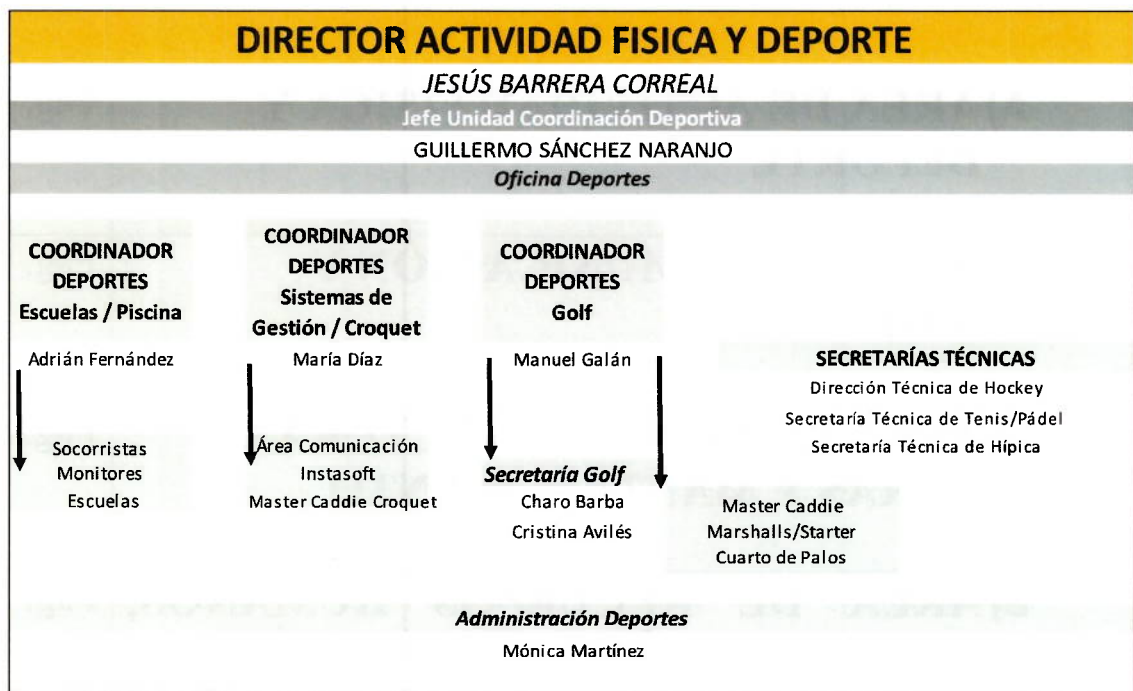 DIRECTOR ACTIVIDAD FISICA Y DEPORTE
JESÚS BARRERA CORREAL
Jefe Unidad Coordinación Deportiva
GUILLERMO SÁNCHEZ NARANJO
Oficina Deportes
COORDINADOR
DEPORTES
Escuelas / Piscina
Adrián Fernández
Socorristas
Monitores
Escuelas
COORDINADOR
DEPORTES
Sistemas de
Gestión / Croquet
María Díaz
Área Comunicación
Instasoft
Master Caddie Croquet
COORDINADOR
DEPORTES
Golf
Manuel Galán
Secretaría Golf
Charo Barba
Cristina Avilés
Master Caddie
Marshalls/Starter
Cuarto de Palos
SECRETARÍAS TÉCNICAS
Dirección Técnica de Hockey
Secretaría Técnica de Tenis/Pádel
Secretaría Técnica de Hípica
Administración Deportes
Mónica Martínez